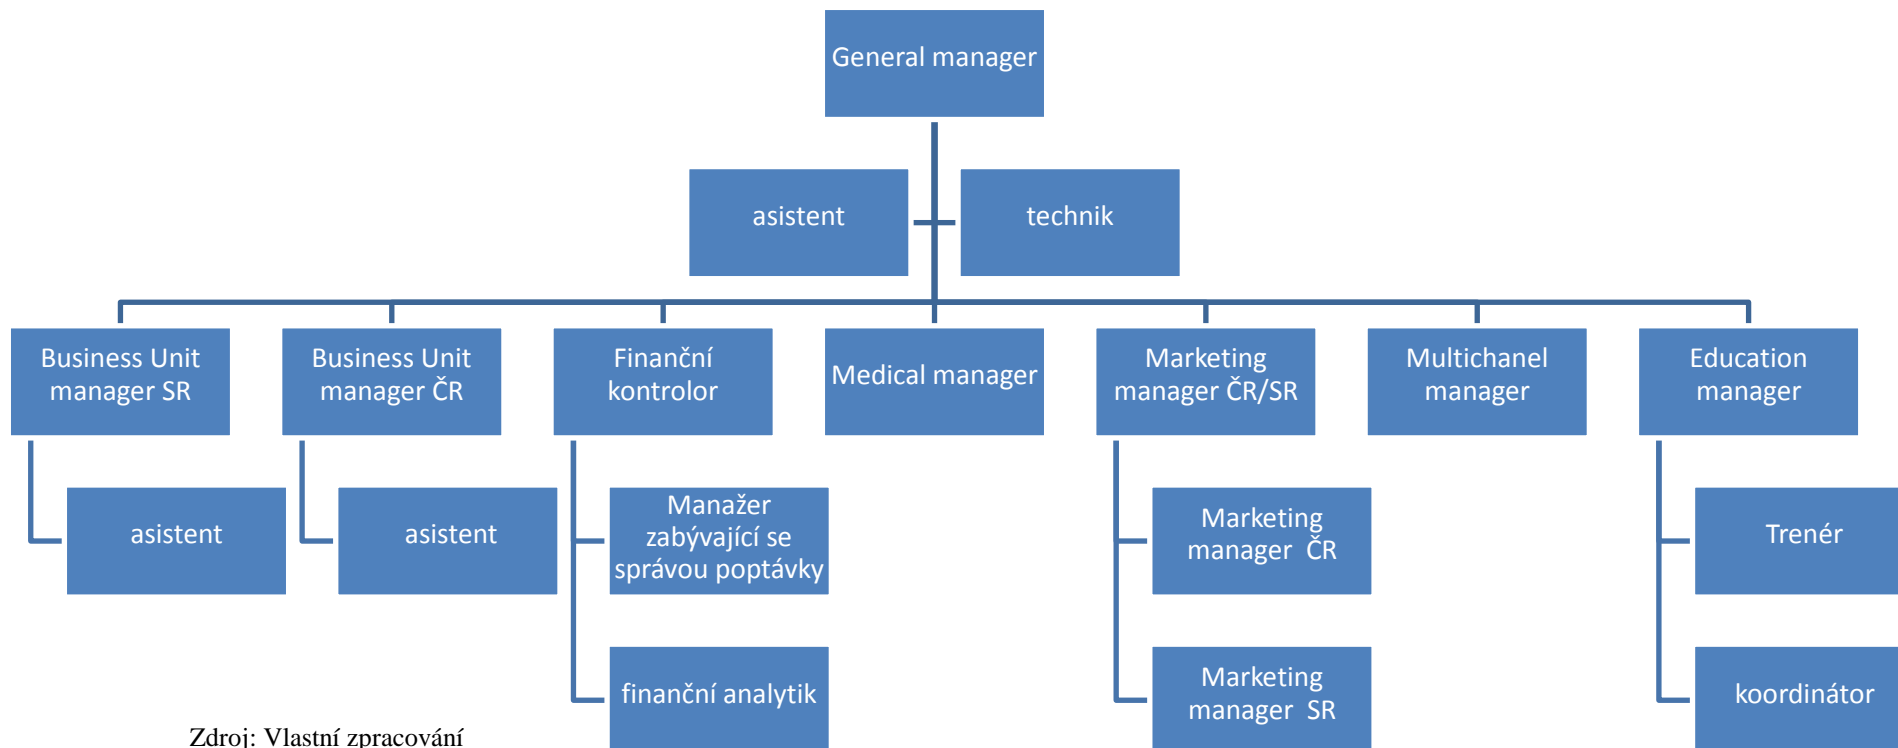 General manager
asistent
technik
Business Unit
manager SR
Business Unit
manager ČR
Finanční
kontrolor
Medical manager
Marketing
manager ČR/SR
Multichanel
manager
Education
manager
asistent
asistent
Manažer
zabývající se
správou poptávky
Marketing
manager  ČR
Trenér
finanční analytik
Marketing
manager  SR
koordinátor
Zdroj: Vlastní zpracování